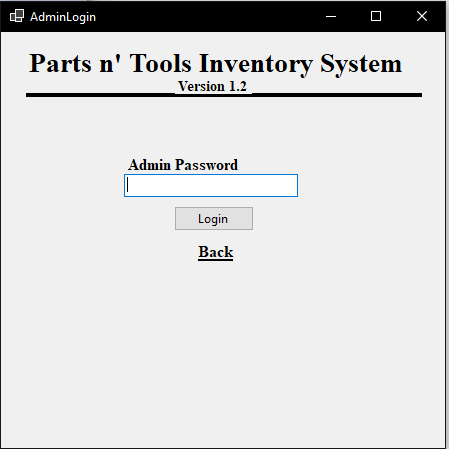 AdminLogin
Parts n' Tools Inventory System
Version 1.2
Admin Password
Login
Back